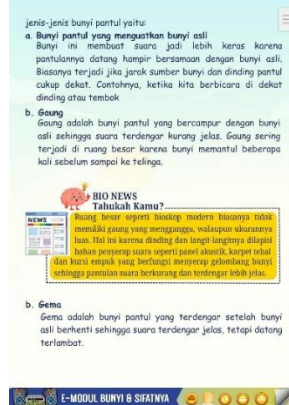 jenis-jenis bunyi pantul yaitu:
a. Bunyi pantul yang menguatkan bunyi asli
Bunyi ini membuat suara jadi lebih keras karena
pantulannya datang hampir bersamaan dengan bunyi asli.
Biasanya terjadi jika jarak sumber bunyi dan dinding pantul
cukup dekat. Contohnya, ketika kita berbicara di dekat
dinding atau tembok
b. Gaung
Gaung adalah bunyi pantul yang bercampur dengan bunyi
asli sehingga suara terdengar kurang jelas. Gaung sering
terjadi di ruang besar karena bunyi memantul beberapa
kali sebelum sampai ke telinga.
BIO NEWS
Tahukah Kamu?
NEWS
Ruang besar seperti bioskop modern biasanya tidak
memiliki gaung yang mengganggu, walaupun ukurannya
luas. Hal ini karena dinding dan langit-langitnya dilapisi
bahan penyerap suara seperti panel akustik, karpet tebal
dan kursi empuk yang berfungsi menyerap gelombang bunyi
sehingga pantulan suara berkurang dan terdengar lebih jelas.
b. Gema
Gema adalah bunyi pantul yang terdengar setelah bunyi
asli berhenti sehingga suara terdengar jelas, tetapi datang
terlambat.
E-MODUL BUNYI & SIFATNYA